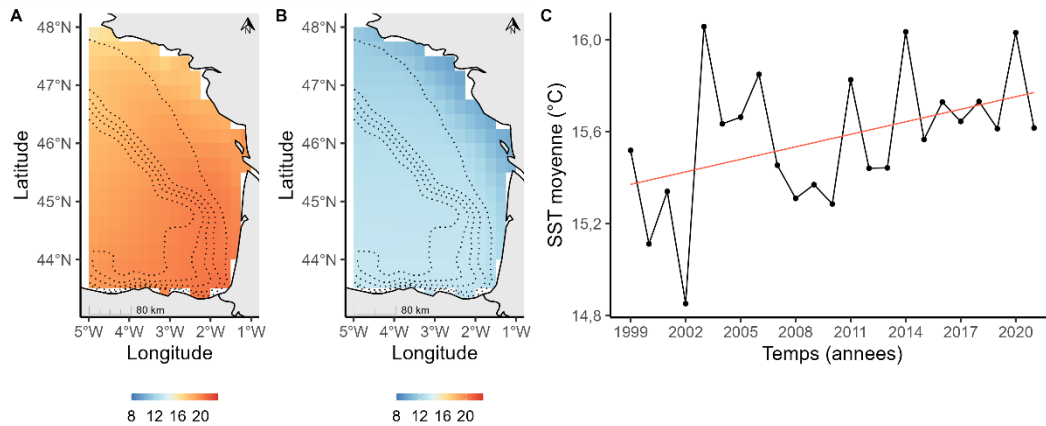 A
B
C
N
N
48°N
47°N
46°N
45°N
44°N
Latitude
80 km
5°W 4°W 3°W 2°W 1°W
Longitude
8 12 16 20
48°N
47°N
46°N
45°N
44°N
Latitude
80 km
5°W 4°W 3°W 2°W 1°W
Longitude
8 12 16 20
16,0
15,6
15,2
14,8
SST moyenne (°C)
1999 2002 2005 2008 2011 2014 2017 2020
Temps (annees)